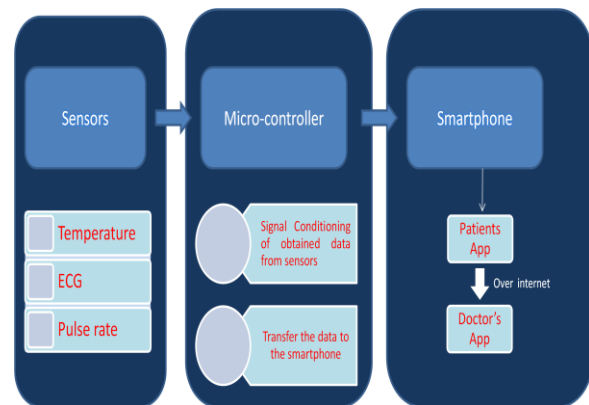 Sensors
Temperature
ECG
Pulse rate
Micro-controller
Signal Conditioning
of obtained data
from sensors
Transfer the data to
the smartphone
Smartphone
Patients
App
Over internet
Doctor's
App